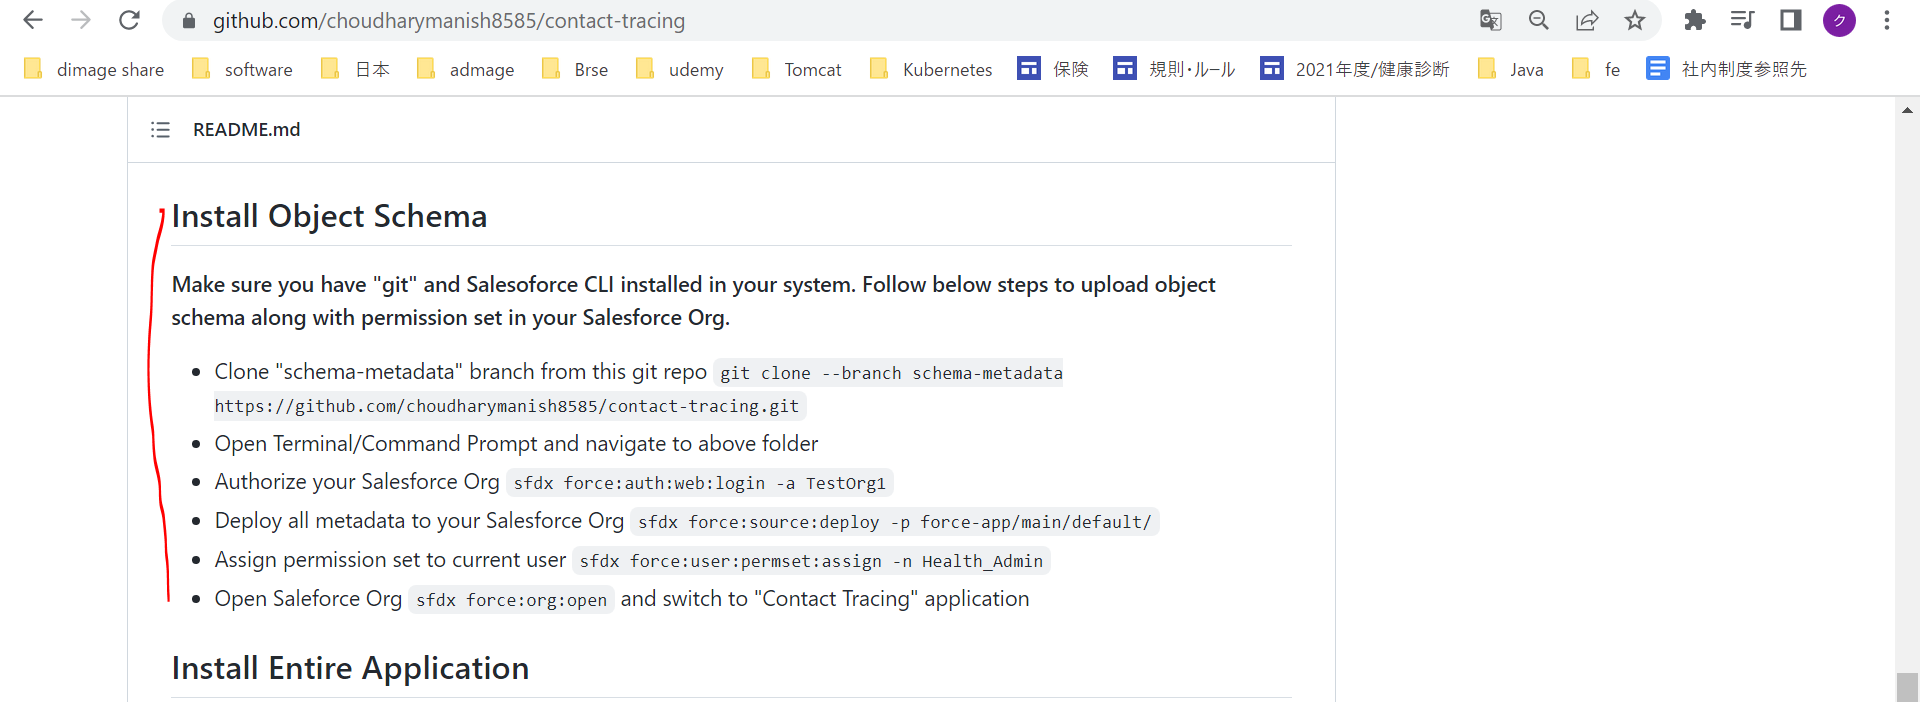 github.com/choudharymanish8585/contact-tracing
ク
dimage share software 日本 admage Brse udemy Tomcat Kubernetes 保険 規則・ルール 2021年度/健康診断 Java fe 社内制度参照先
README.md
Install Object Schema
Make sure you have "git" and Salesoforce CLI installed in your system. Follow below steps to upload object
schema along with permission set in your Salesforce Org.
• Clone "schema-metadata" branch from this git repo git clone --branch schema-metadata
https://github.com/choudharymanish8585/contact-tracing.git
• Open Terminal/Command Prompt and navigate to above folder
• Authorize your Salesforce Org sfdx force:auth:web:login -a TestOrg1
• Deploy all metadata to your Salesforce Org sfdx force:source:deploy -p force-app/main/default/
• Assign permission set to current user sfdx force:user:permset:assign -n Health_Admin
• Open Saleforce Org sfdx force:org:open and switch to "Contact Tracing" application
Install Entire Application